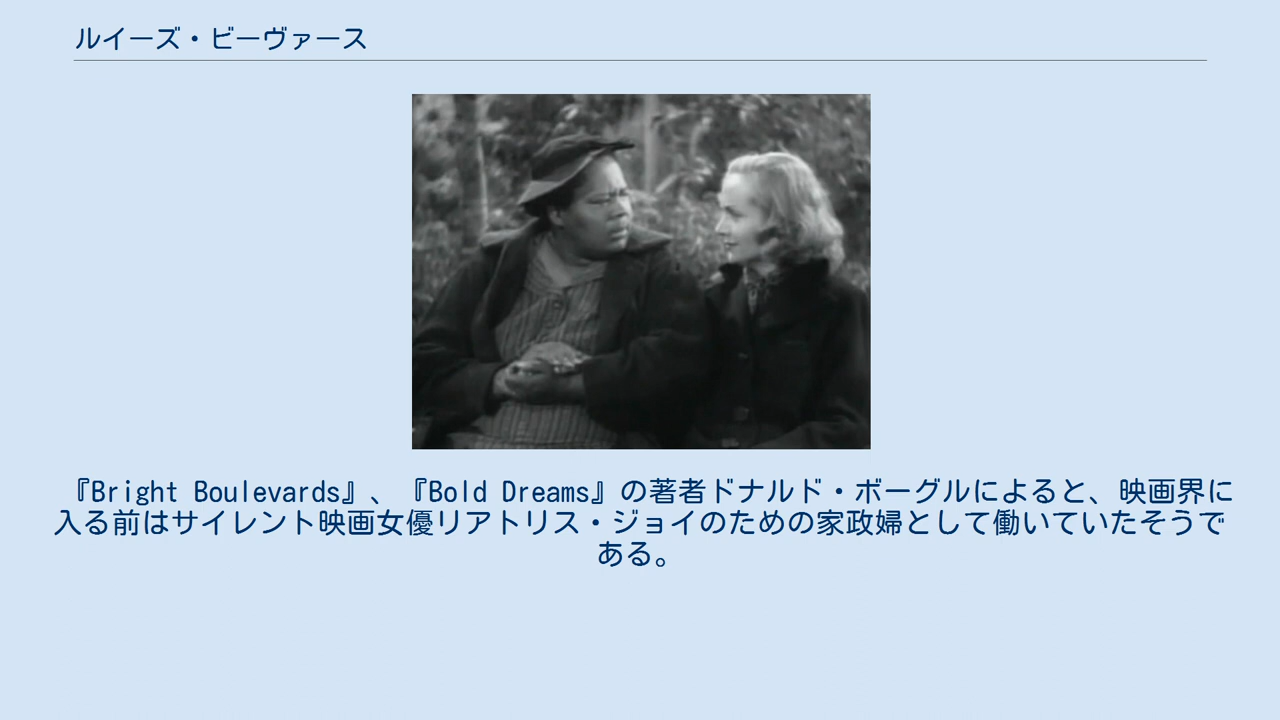 ルイーズ・ビーヴァース
『Bright Boulevards』、『Bold Dreams』の著者ドナルド・ボーグルによると、映画界に
入る前はサイレント映画女優リアトリス・ジョイのための家政婦として働いていたそうで
ある。